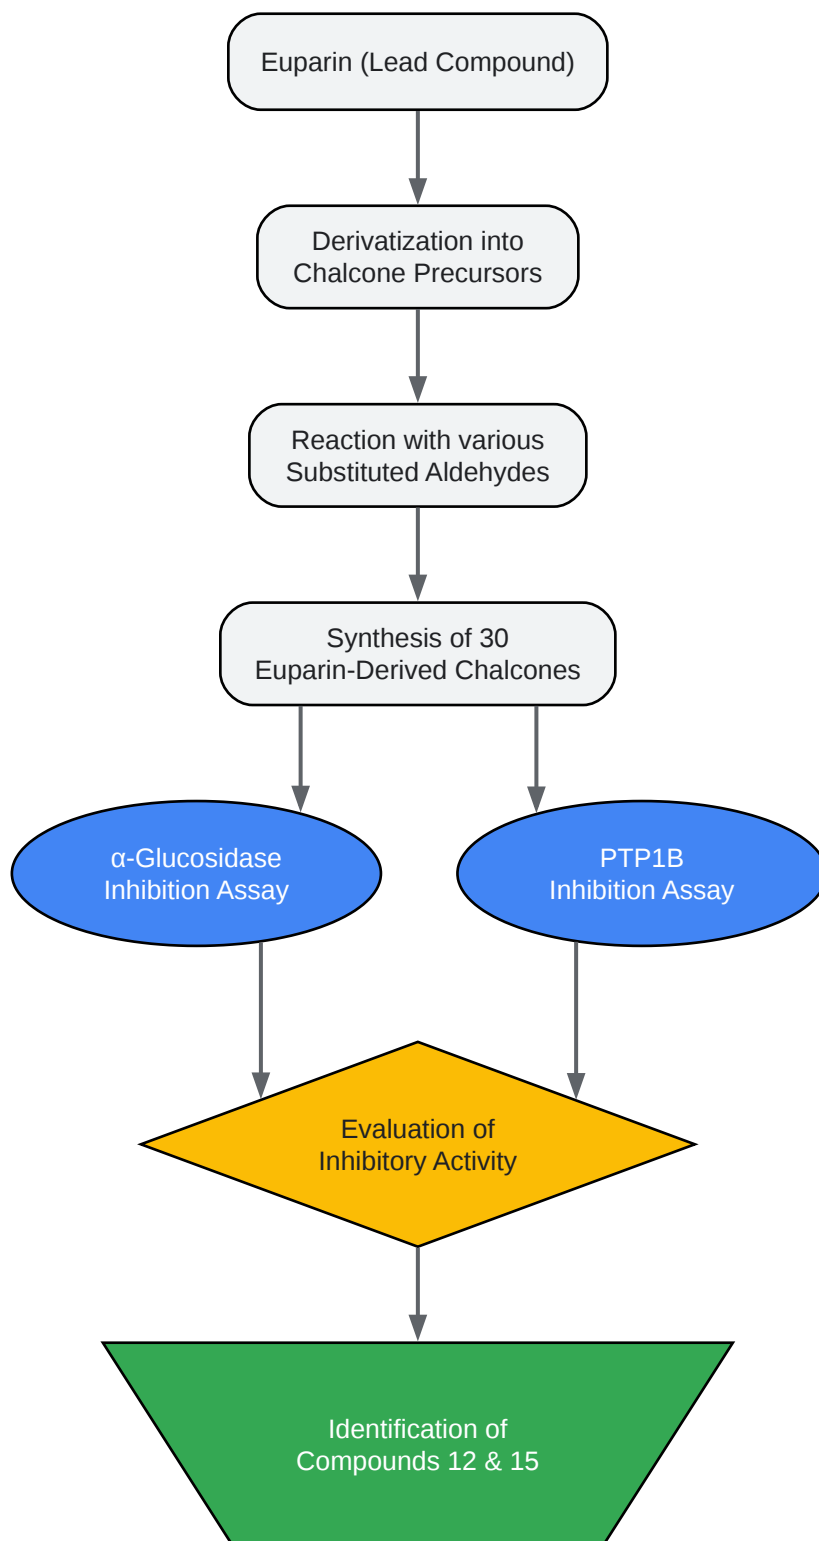 Euparin (Lead Compound)
Derivatization into
Chalcone Precursors
Reaction with various
Substituted Aldehydes
Synthesis of 30
Euparin-Derived Chalcones
α-Glucosidase
Inhibition Assay
PTP1B
Inhibition Assay
Evaluation of
Inhibitory Activity
Identification of
Compounds 12 & 15